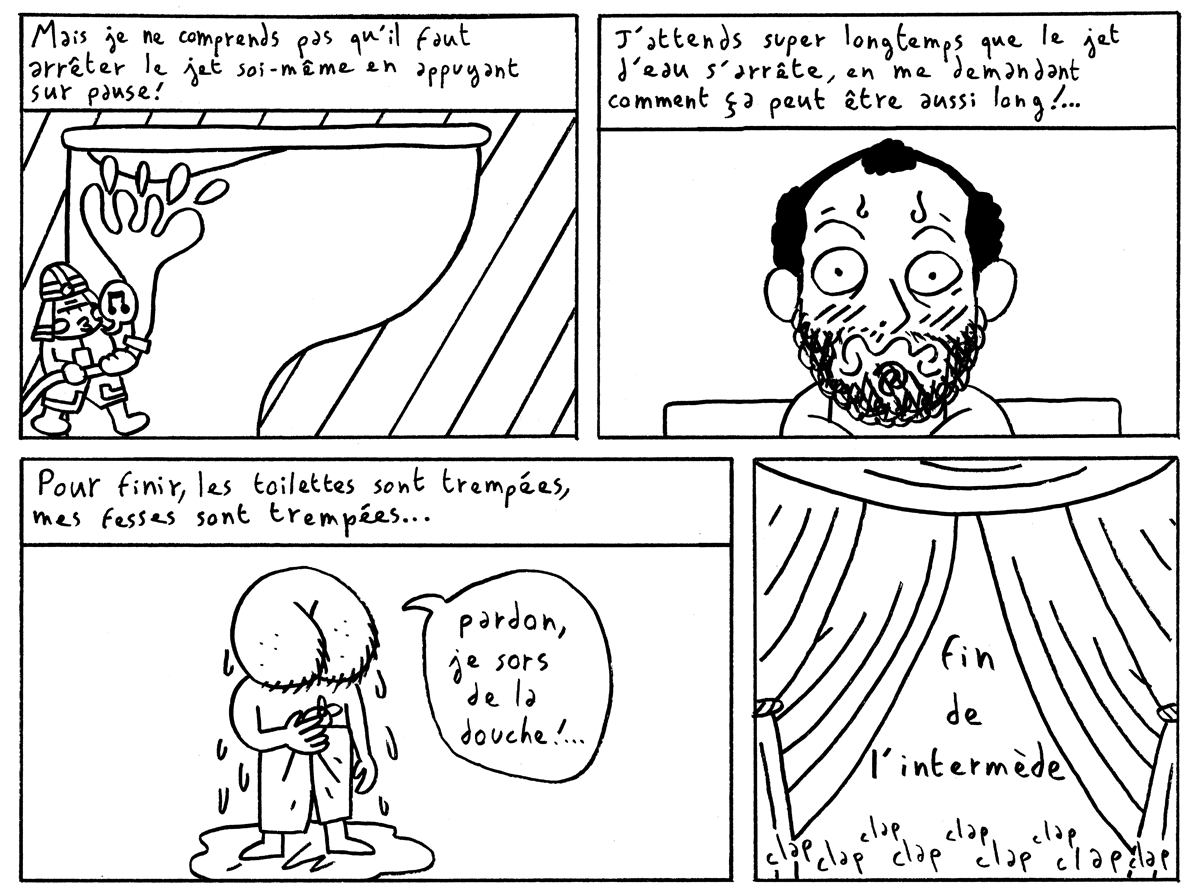 Mais je ne comprends pas qu'il faut
arrêter le jet soi-même en appuyant
sur pause!
J'attends super longtemps que le jet
d'eau s'arrête, en me demandant
comment ça peut être aussi long!...
Pour finir, les toilettes sont trempées,
mes fesses sont trempées...
pardon,
je sors
de la
douche!...
fin
de
l'intermède
clap clap clap clap clap clap clap clap clap